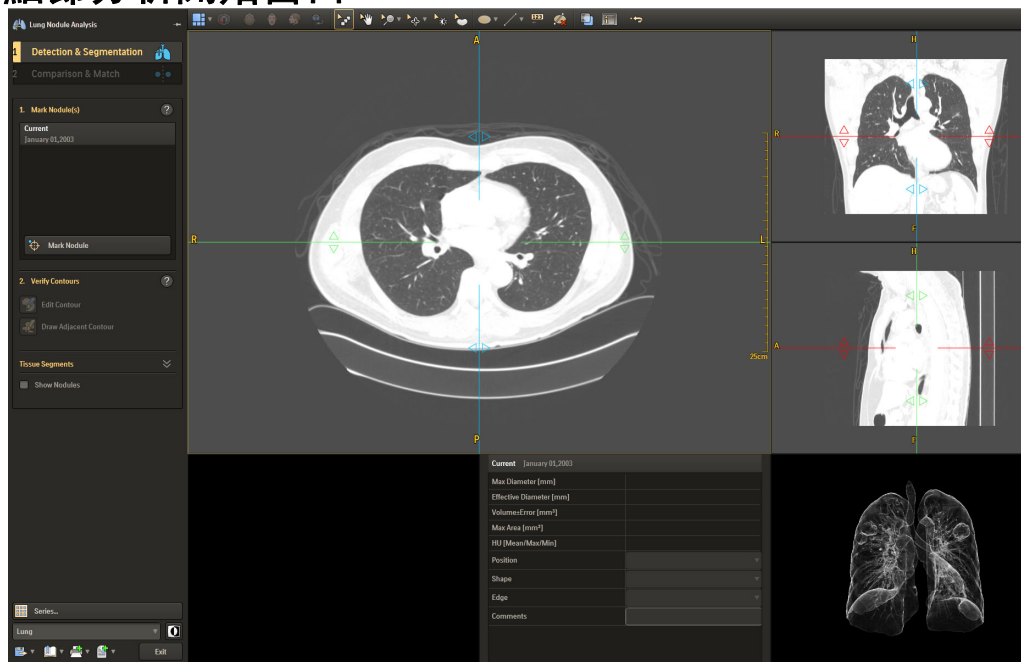 Lung Nodule Analysis
1 Detection & Segmentation
2 Comparison & Match
1. Mark Nodule(s) ?
Current
January 01,2003
Mark Nodule
2. Verify Contours ?
Edit Contour
Draw Adjacent Contour
Tissue Segments
Show Nodules
Series...
Lung
Exit
A
R
L
P
25cm
H
R
F
H
A
F
Current January 01,2003
Max Diameter [mm]
Effective Diameter [mm]
Volume±Error [mm³]
Max Area [mm²]
HU [Mean/Max/Min]
Position
Shape
Edge
Comments